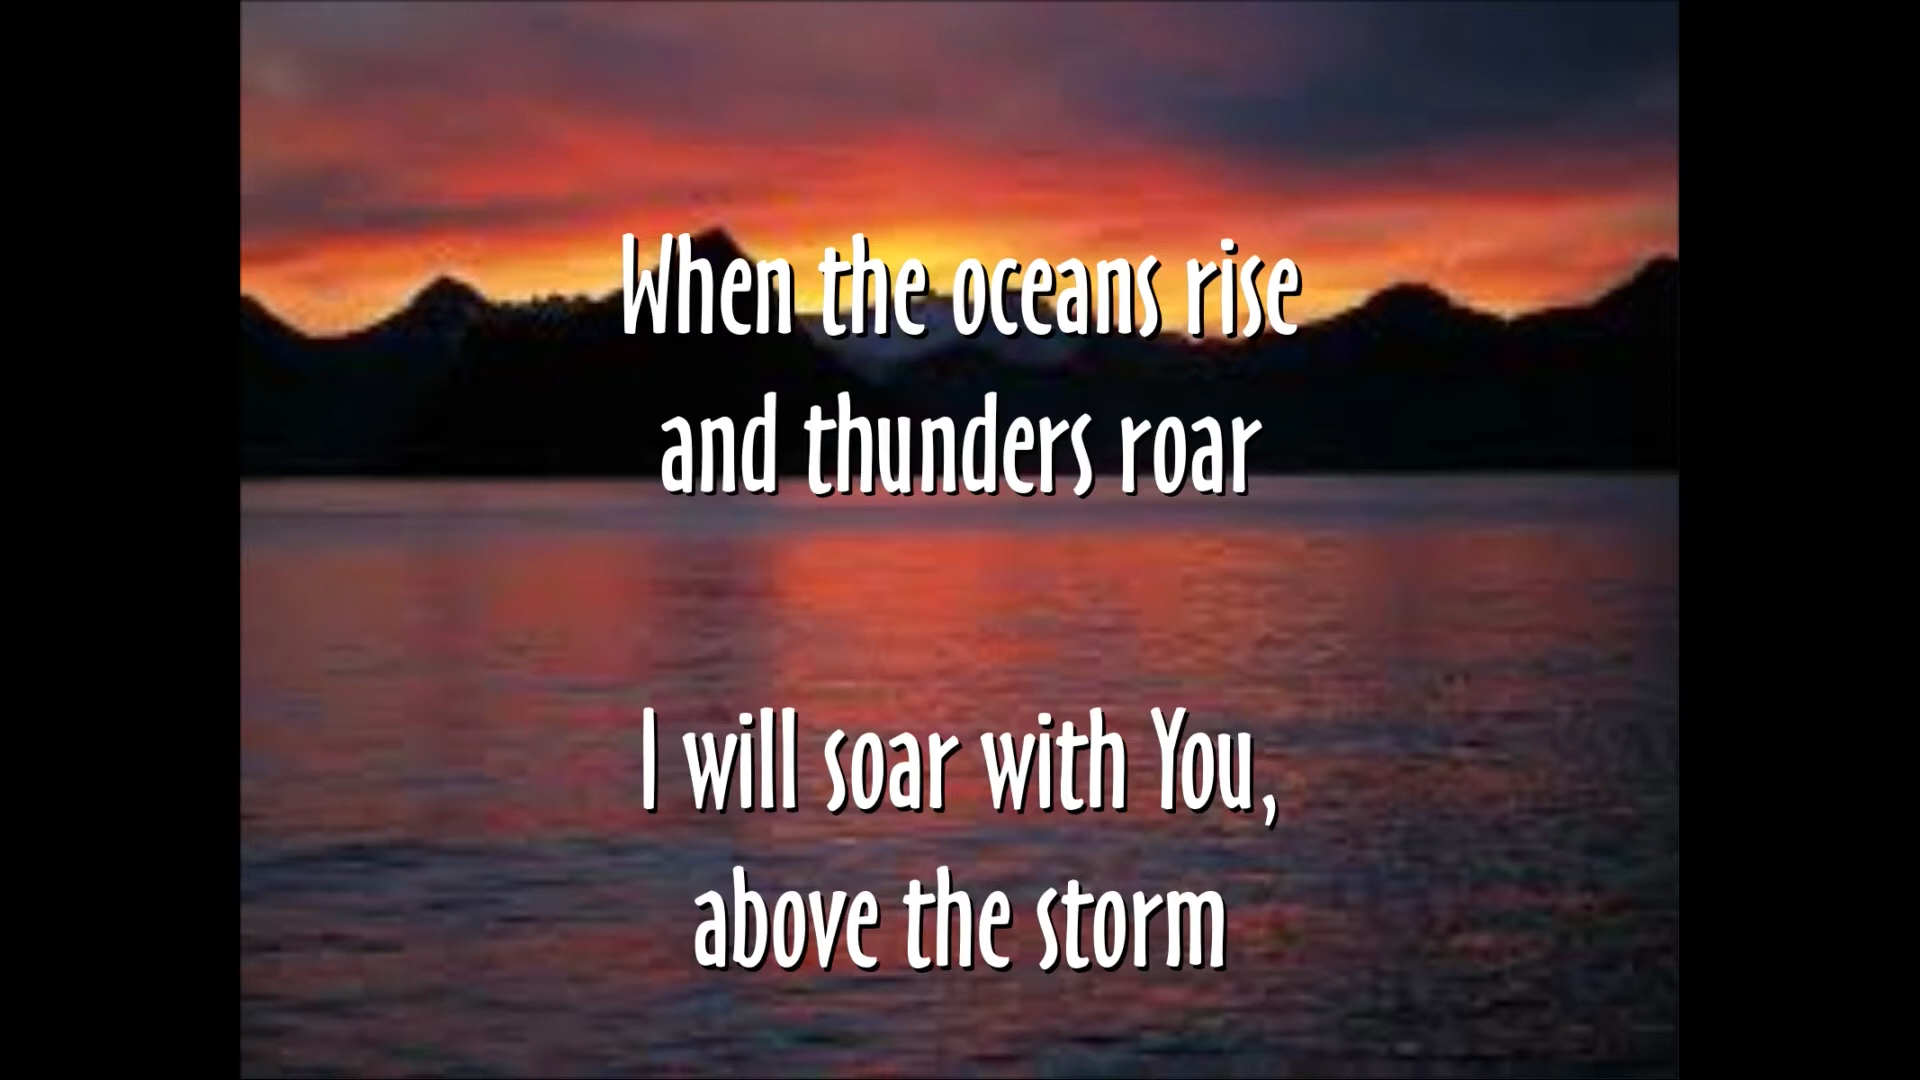 When the oceans rise
and thunders roar
I will soar with You,
above the storm